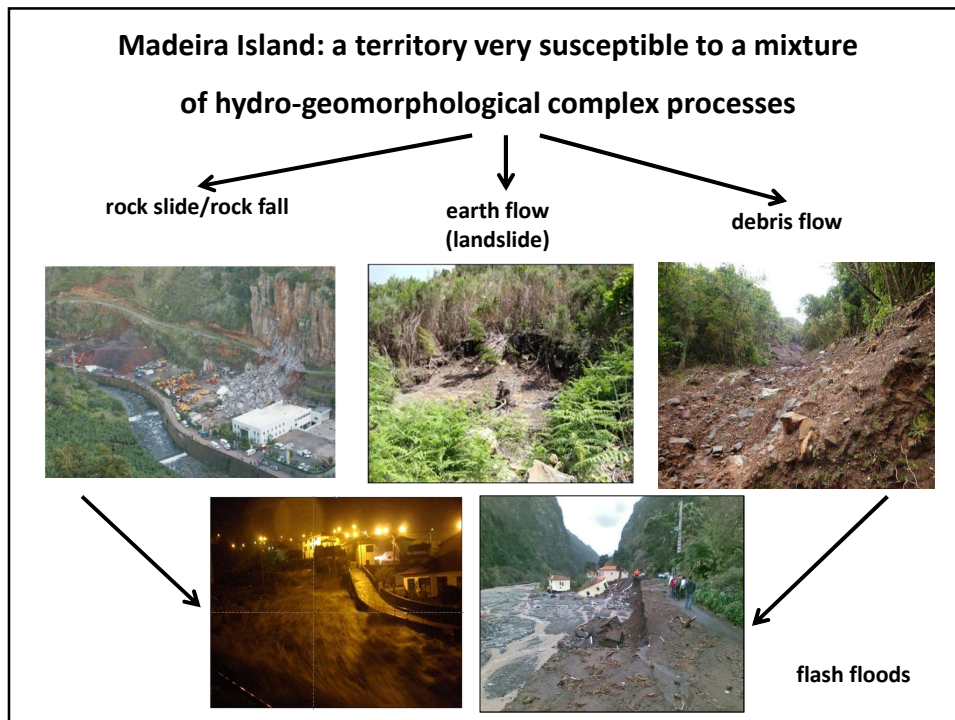 Madeira Island: a territory very susceptible to a mixture
of hydro-geomorphological complex processes
rock slide/rock fall
earth flow
(landslide)
debris flow
flash floods